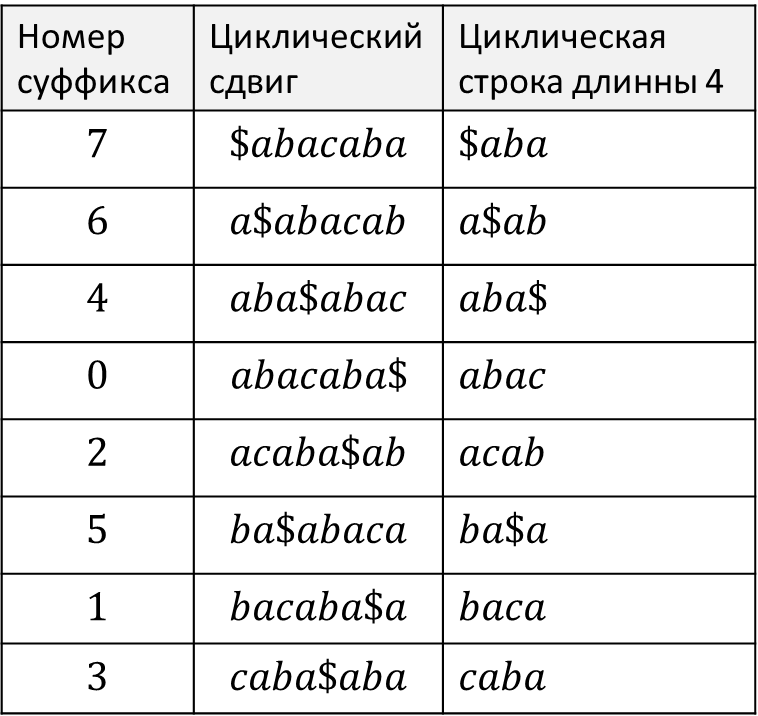 Номер суффикса
Циклический сдвиг
Циклическая строка длинны 4
7 $abacaba $aba
6 a$abacab a$ab
4 aba$abac aba$
0 abacaba$ abac
2 acaba$ab acab
5 ba$abaca ba$a
1 bacaba$a baca
3 caba$aba caba